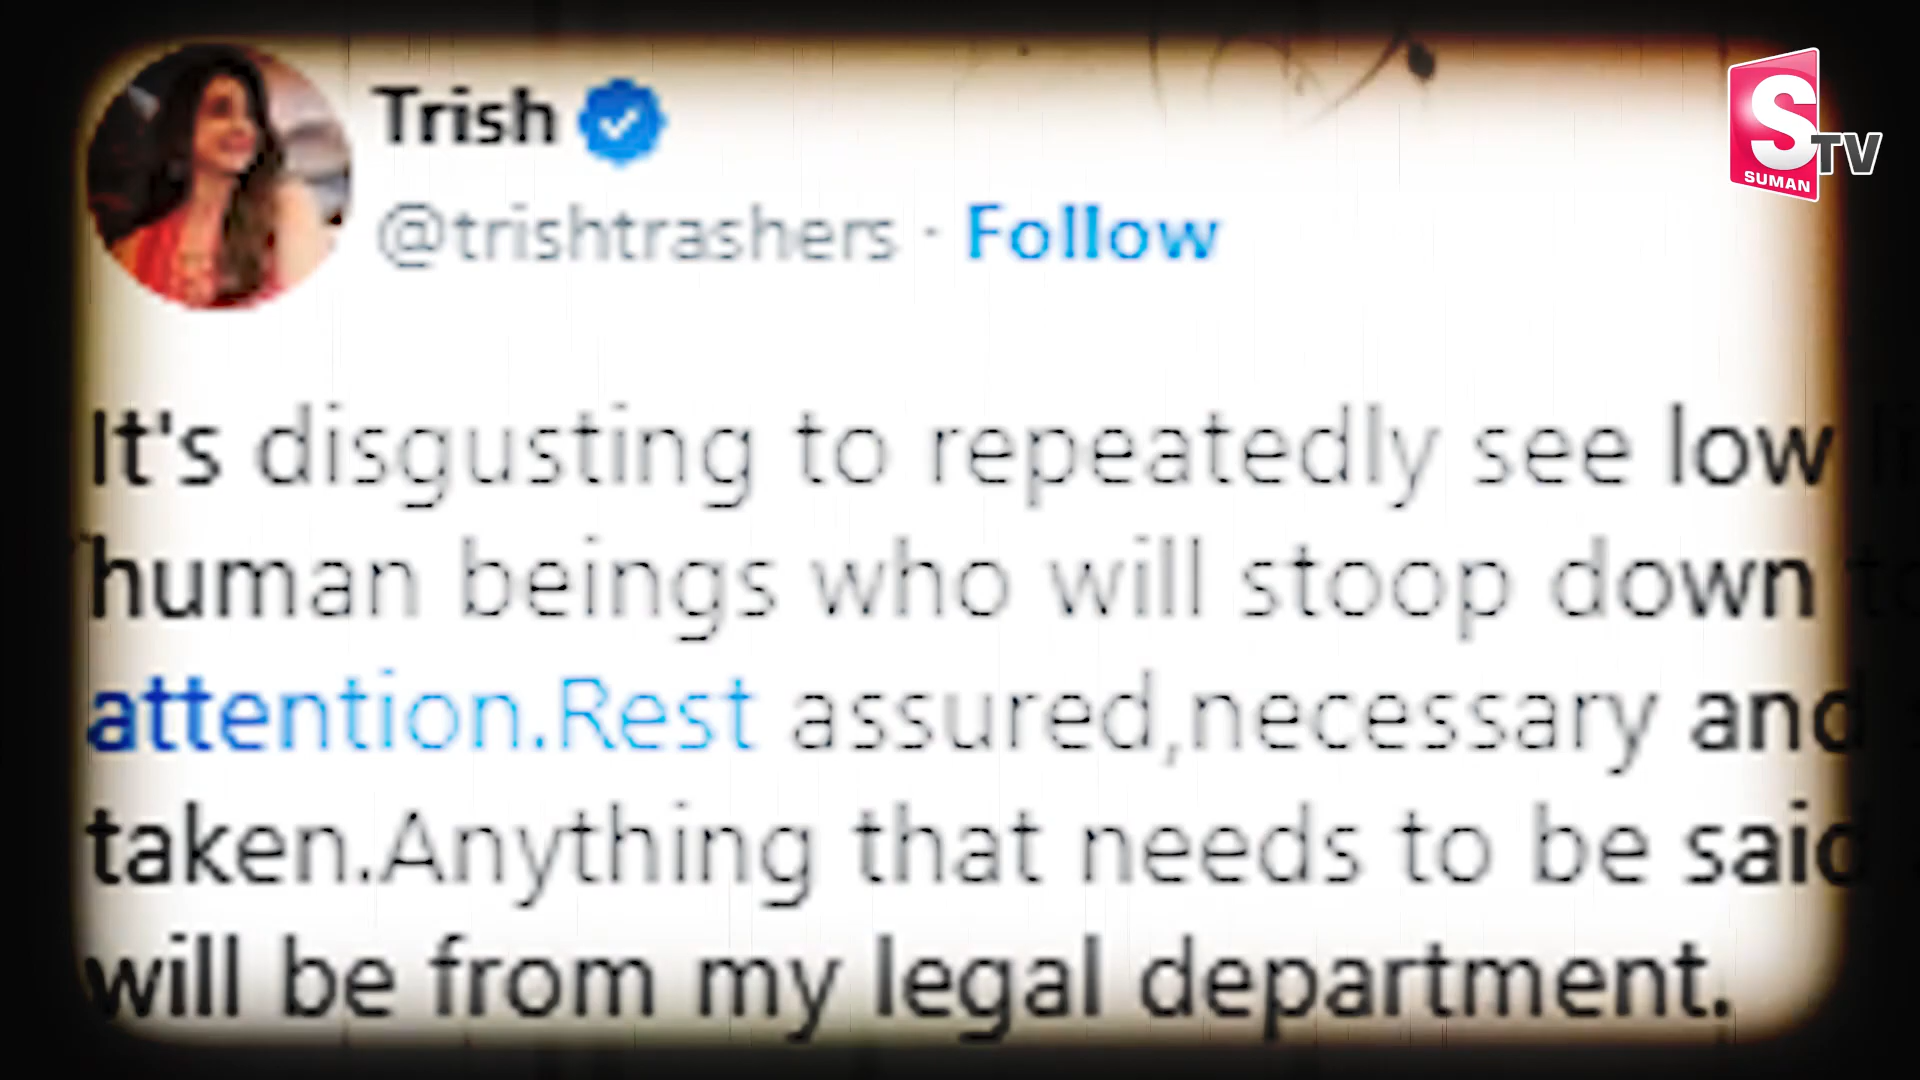 Trish
@trishtrashers · Follow
S TV
SUMAN
It's disgusting to repeatedly see low
human beings who will stoop down to
attention.Rest assured,necessary and
taken.Anything that needs to be said
will be from my legal department.